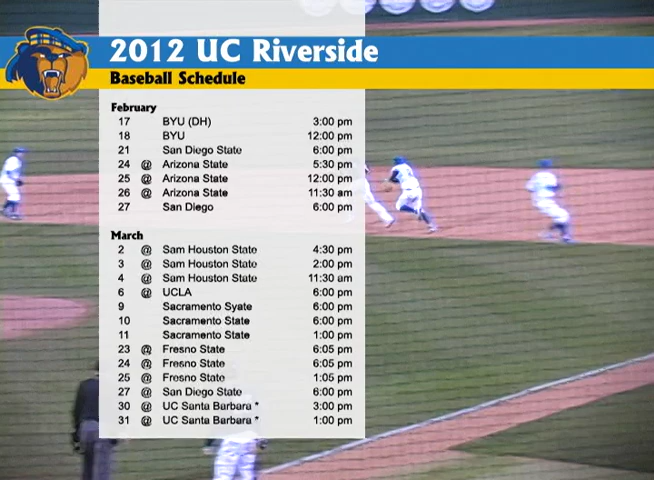 2012 UC Riverside
Baseball Schedule
February
17 BYU (DH) 3:00 pm
18 BYU 12:00 pm
21 San Diego State 6:00 pm
24 @ Arizona State 5:30 pm
25 @ Arizona State 12:00 pm
26 @ Arizona State 11:30 am
27 San Diego 6:00 pm
March
2 @ Sam Houston State 4:30 pm
3 @ Sam Houston State 2:00 pm
4 @ Sam Houston State 11:30 am
6 @ UCLA 6:00 pm
9 Sacramento Syate 6:00 pm
10 Sacramento State 6:00 pm
11 Sacramento State 1:00 pm
23 @ Fresno State 6:05 pm
24 @ Fresno State 6:05 pm
25 @ Fresno State 1:05 pm
27 @ San Diego State 6:00 pm
30 @ UC Santa Barbara * 3:00 pm
31 @ UC Santa Barbara * 1:00 pm